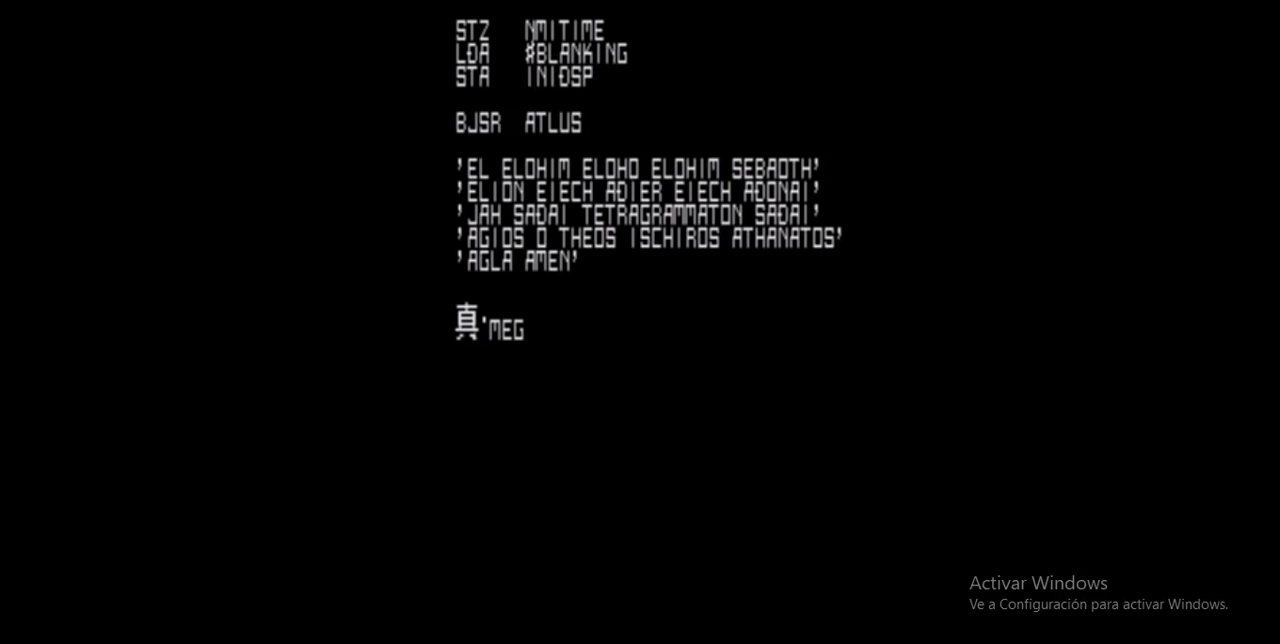 STZ NMITIME
LDA #BLANKING
STA INIDSP
BJSR ATLUS
'EL ELOHIM ELOHO ELOHIM SEBAOTH'
'ELION EIECH ADIER EIECH ADONAI'
'JAH SADAI TETRAGRAMMATON SADAI'
'AGIOS O THEOS ISCHIROS ATHANATOS'
'AGLA AMEN'
真・MEG
Activar Windows
Ve a Configuración para activar Windows.